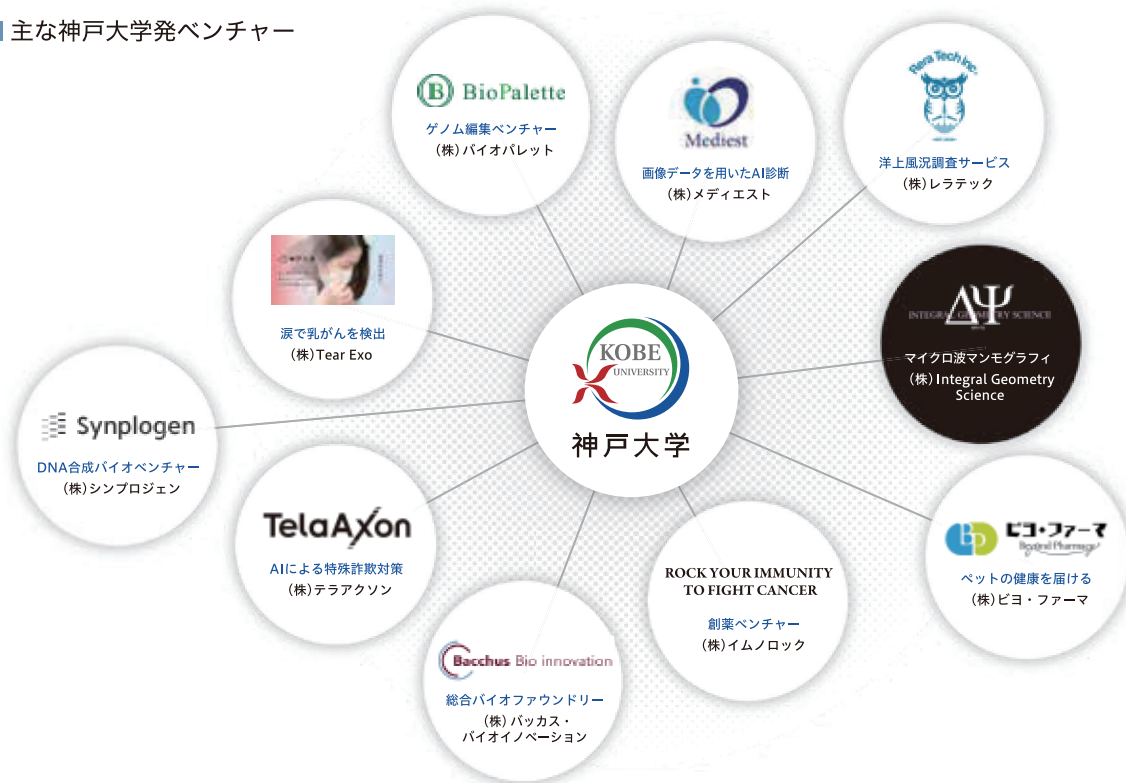 主な神戸大学発ベンチャー
B BioPalette
ゲノム編集ベンチャー
(株)バイオパレット
Mediest
画像データを用いたAI診断
(株)メディエスト
Rera Tech Inc.
洋上風況調査サービス
(株)レラテック
涙で乳がんを検出
(株)Tear Exo
KOBE
UNIVERSITY
神戸大学
ΔΨ
INTEGRAL GEOMETRY SCIENCE
マイクロ波マンモグラフィ
(株)Integral Geometry
Science
Synplogen
DNA合成バイオベンチャー
(株)シンプロジェン
TelaAxon
AIによる特殊詐欺対策
(株)テラアクソン
ROCK YOUR IMMUNITY
TO FIGHT CANCER
創薬ベンチャー
(株)イムノロック
Bp ビヨ・ファーマ
ペットの健康を届ける
(株)ビヨ・ファーマ
Bacchus Bio innovation
総合バイオファウンドリー
(株)バッカス・
バイオイノベーション